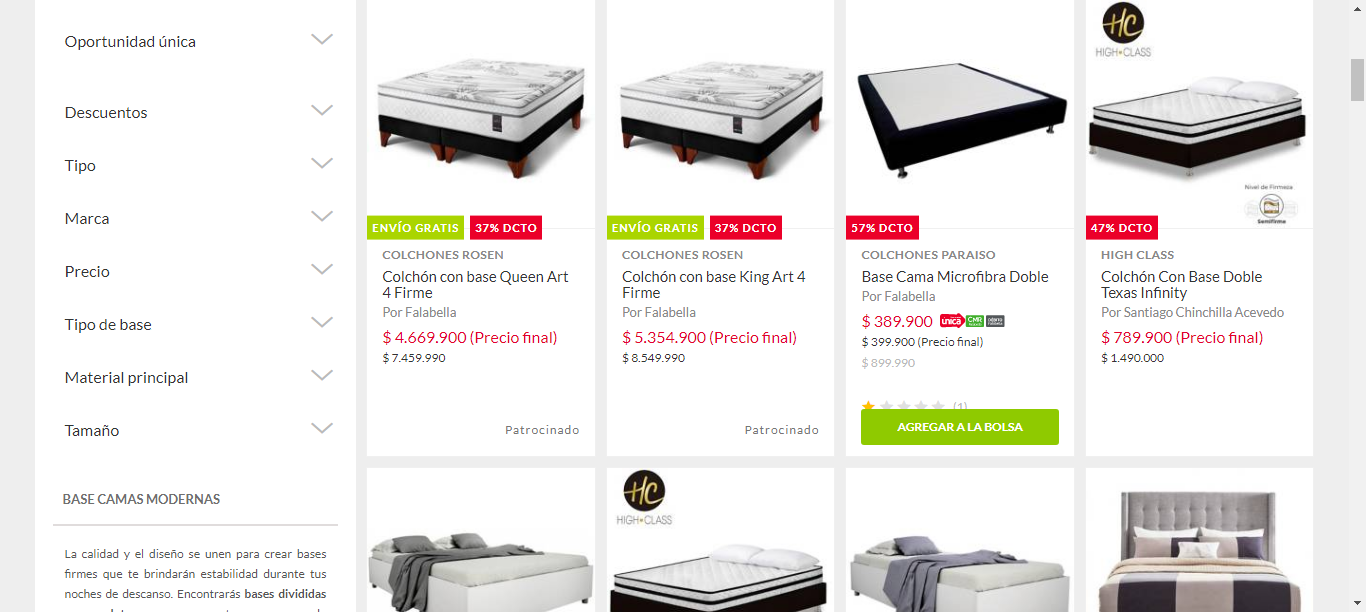 Oportunidad única
Descuentos
Tipo
Marca
Precio
Tipo de base
Material principal
Tamaño
BASE CAMAS MODERNAS
La calidad y el diseño se unen para crear bases
firmes que te brindarán estabilidad durante tus
noches de descanso. Encontrarás bases divididas
ENVÍO GRATIS 37% DCTO
COLCHONES ROSEN
Colchón con base Queen Art
4 Firme
Por Falabella
$ 4.669.900 (Precio final)
$ 7.459.990
Patrocinado
ENVÍO GRATIS 37% DCTO
COLCHONES ROSEN
Colchón con base King Art 4
Firme
Por Falabella
$ 5.354.900 (Precio final)
$ 8.549.990
Patrocinado
57% DCTO
COLCHONES PARAISO
Base Cama Microfibra Doble
Por Falabella
$ 389.900 única CMR
$ 399.900 (Precio final)
$ 899.990
(1)
AGREGAR A LA BOLSA
HC
HIGH CLASS
Nivel de Firmeza
Semifirme
47% DCTO
HIGH CLASS
Colchón Con Base Doble
Texas Infinity
Por Santiago Chinchilla Acevedo
$ 789.900 (Precio final)
$ 1.490.000
HC
HIGH CLASS